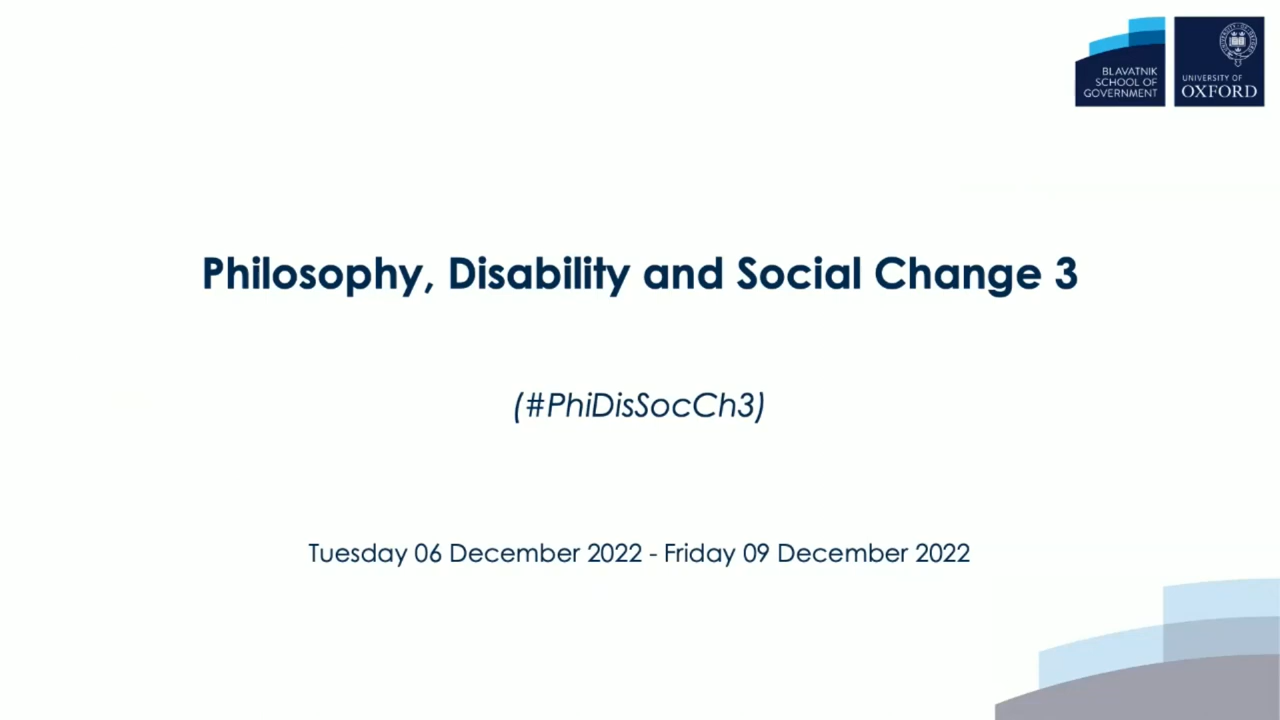 BLAVATNIK
SCHOOL OF
GOVERNMENT
UNIVERSITY OF
OXFORD
Philosophy, Disability and Social Change 3
(#PhiDisSocCh3)
Tuesday 06 December 2022 - Friday 09 December 2022